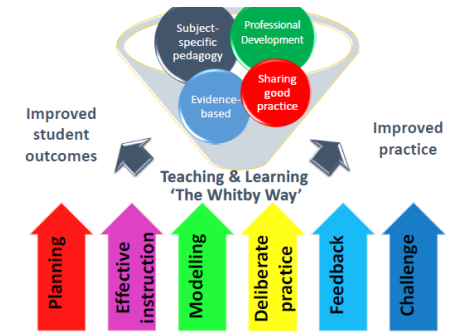 Subject-
specific
pedagogy
Professional
Development
Evidence-
based
Sharing
good
practice
Improved
student
outcomes
Improved
practice
Teaching & Learning
‘The Whitby Way’
Planning
Effective
instruction
Modelling
Deliberate
practice
Feedback
Challenge